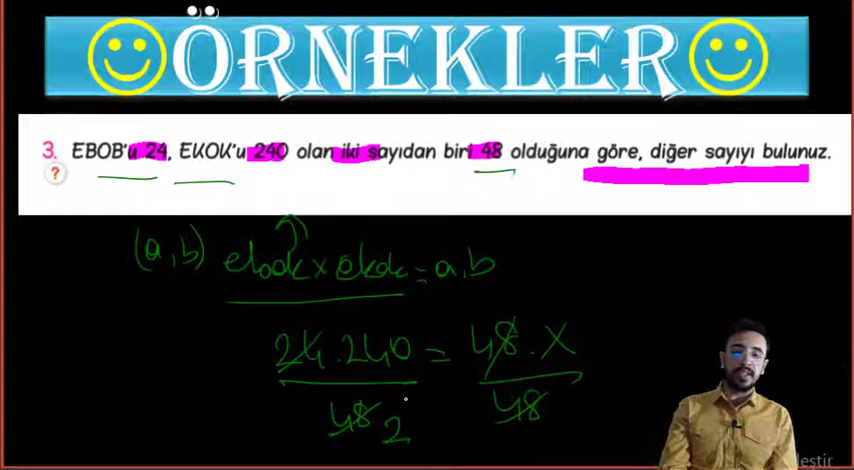 ÖRNEKLER
3. EBOB'u 24, EKOK'u 240 olan iki sayıdan biri 48 olduğuna göre, diğer sayıyı bulunuz.
?
(a,b) ebob x ekok = a.b
24.240 = 48.X
48 2 48